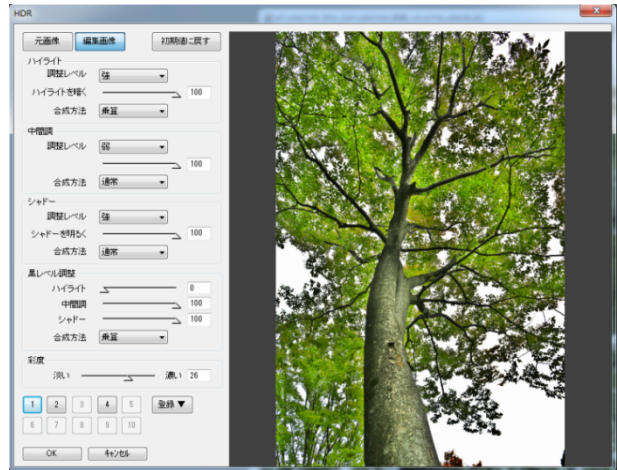 HDR
元画像 編集画像 初期値に戻す
ハイライト
調整レベル 強
ハイライトを暗く 100
合成方法 乗算
中間調
調整レベル 弱
100
合成方法 通常
シャドー
調整レベル 強
シャドーを明るく 100
合成方法 通常
黒レベル調整
ハイライト 0
中間調 100
シャドー 100
合成方法 乗算
彩度
淡い 濃い 26
1 2 3 4 5 登録▼
6 7 8 9 10
OK キャンセル